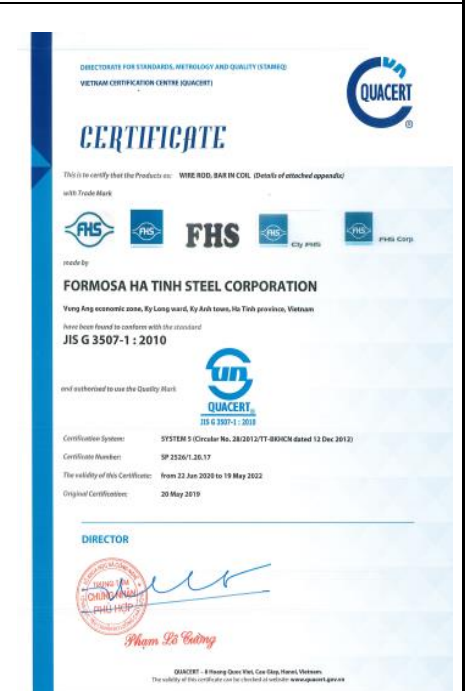 DIRECTORATE FOR STANDARDS, METROLOGY AND QUALITY (STAMEQ)
VIETNAM CERTIFICATION CENTRE (QUACERT)
QUACERT
®
CERTIFICATE
This is to certify that the Products as: WIRE ROD, BAR IN COIL (Details of attached appendix)
with Trade Mark
FHS
FHS
FHS
FHS
Cty FHS
FHS
FHS Corp
made by
FORMOSA HA TINH STEEL CORPORATION
Vung Ang economic zone, Ky Long ward, Ky Anh town, Ha Tinh province, Vietnam
have been found to conform with the standard
JIS G 3507-1 : 2010
and authorised to use the Quality Mark
QUACERT®
JIS G 3507-1 : 2010
Certification System: SYSTEM 5 (Circular No. 28/2012/TT-BKHCN dated 12 Dec 2012)
Certificate Number: SP 2526/1.20.17
The validity of this Certificate: from 22 Jun 2020 to 19 May 2022
Original Certification: 20 May 2019
DIRECTOR
TRUNG TÂM
CHỨNG NHẬN
PHÙ HỢP
Phạm Lê Cường
QUACERT – 8 Hoang Quoc Viet, Cau Giay, Hanoi, Vietnam.
The validity of this certificate can be checked at website www.quacert.gov.vn